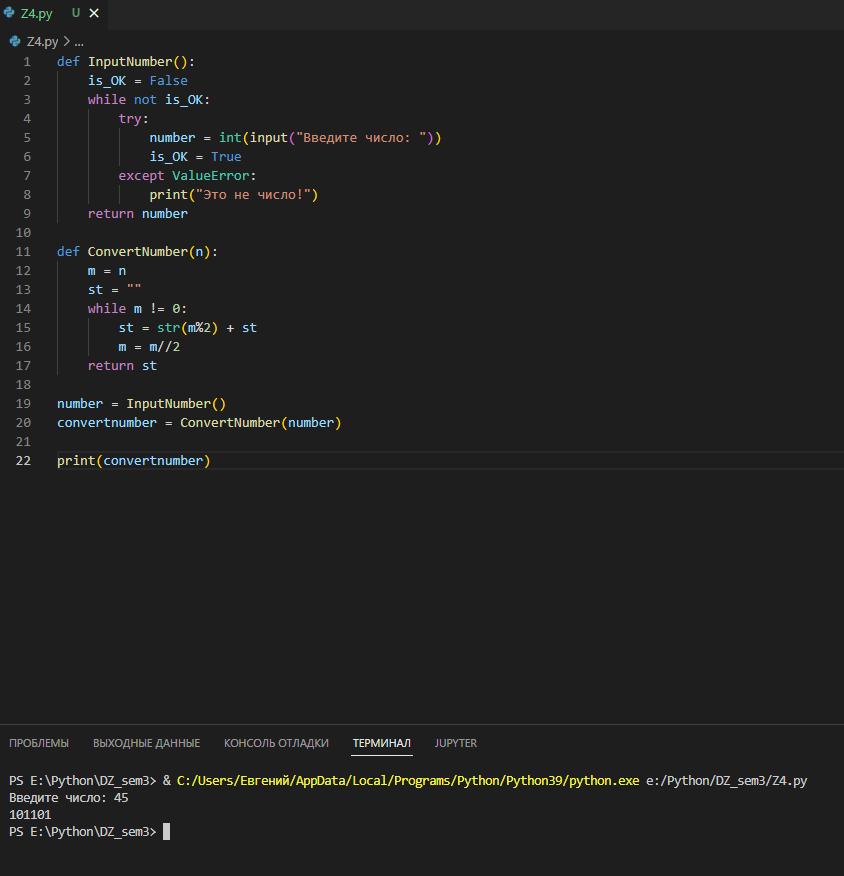 Z4.py U ✕
Z4.py > ...
1 def InputNumber():
2     is_OK = False
3     while not is_OK:
4         try:
5             number = int(input("Введите число: "))
6             is_OK = True
7         except ValueError:
8             print("Это не число!")
9     return number
10
11 def ConvertNumber(n):
12     m = n
13     st = ""
14     while m != 0:
15         st = str(m%2) + st
16         m = m//2
17     return st
18
19 number = InputNumber()
20 convertnumber = ConvertNumber(number)
21
22 print(convertnumber)
ПРОБЛЕМЫ ВЫХОДНЫЕ ДАННЫЕ КОНСОЛЬ ОТЛАДКИ ТЕРМИНАЛ JUPYTER
PS E:\Python\DZ_sem3> & C:/Users/Евгений/AppData/Local/Programs/Python/Python39/python.exe e:/Python/DZ_sem3/Z4.py
Введите число: 45
101101
PS E:\Python\DZ_sem3>